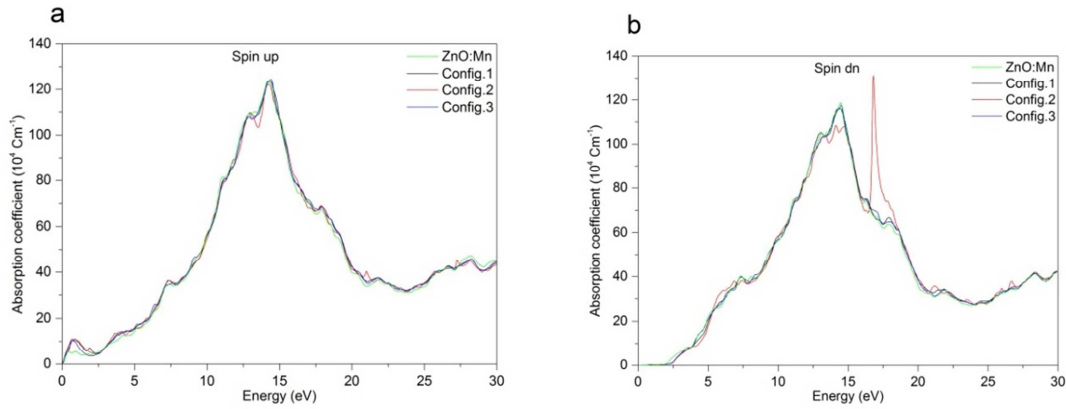 a
Spin up
ZnO:Mn
Config.1
Config.2
Config.3
Absorption coefficient (10⁴ Cm⁻¹)
140
120
100
80
60
40
20
0
0 5 10 15 20 25 30
Energy (eV)
b
Spin dn
ZnO:Mn
Config.1
Config.2
Config.3
Absorption coefficient (10⁴ Cm⁻¹)
140
120
100
80
60
40
20
0
0 5 10 15 20 25 30
Energy (eV)